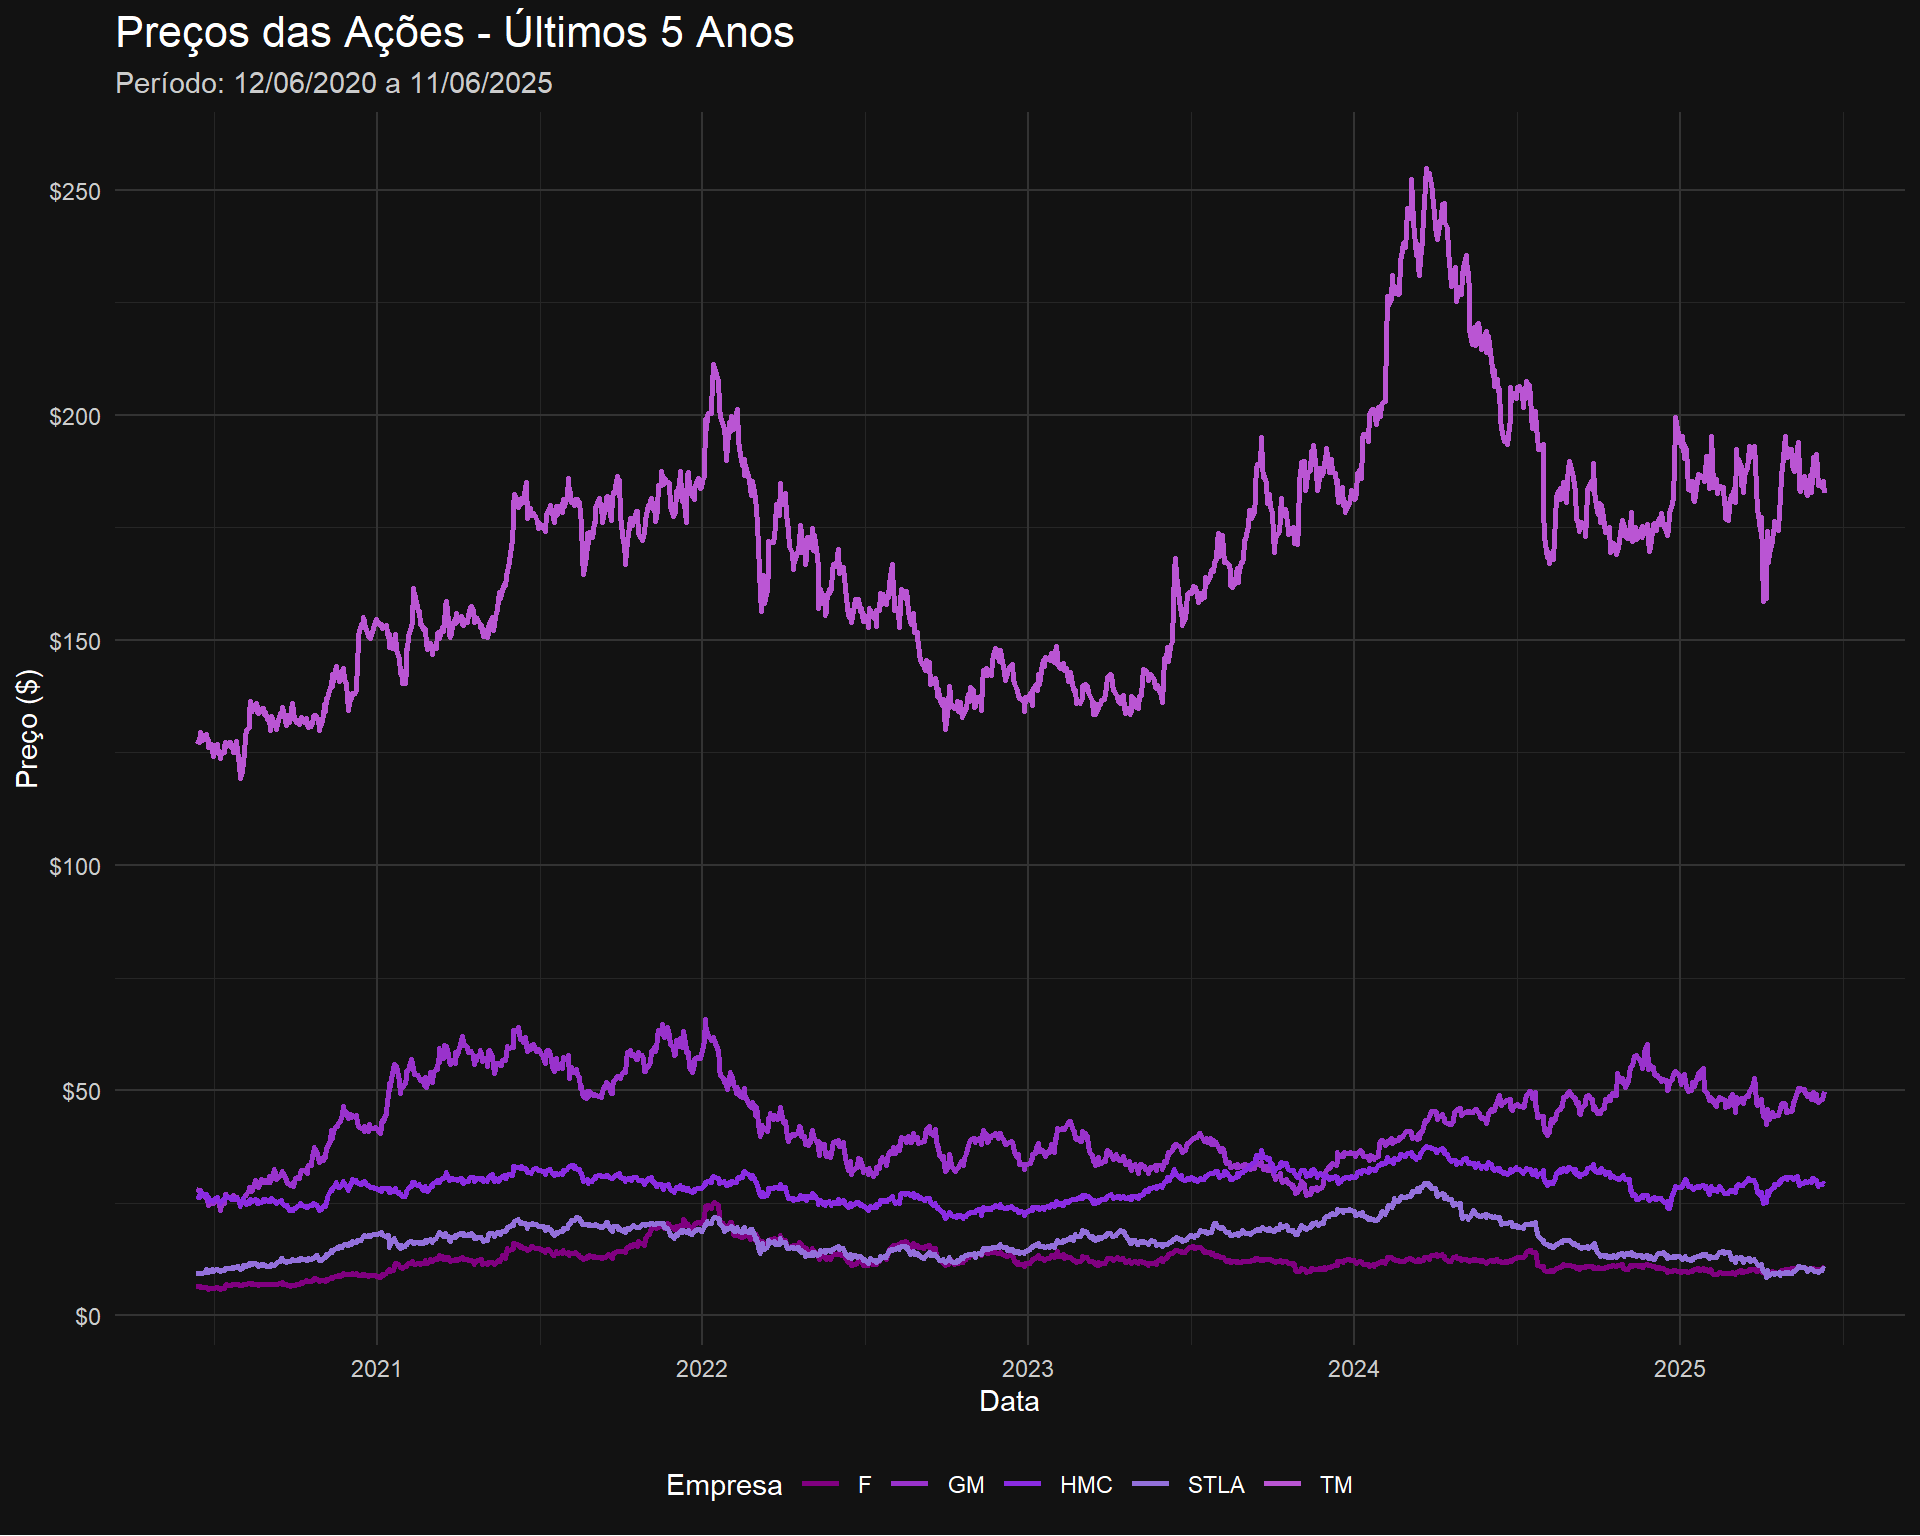 Preços das Ações - Últimos 5 Anos
Período: 12/06/2020 a 11/06/2025
Preço ($)
$250
$200
$150
$100
$50
$0
2021 2022 2023 2024 2025
Data
Empresa F GM HMC STLA TM